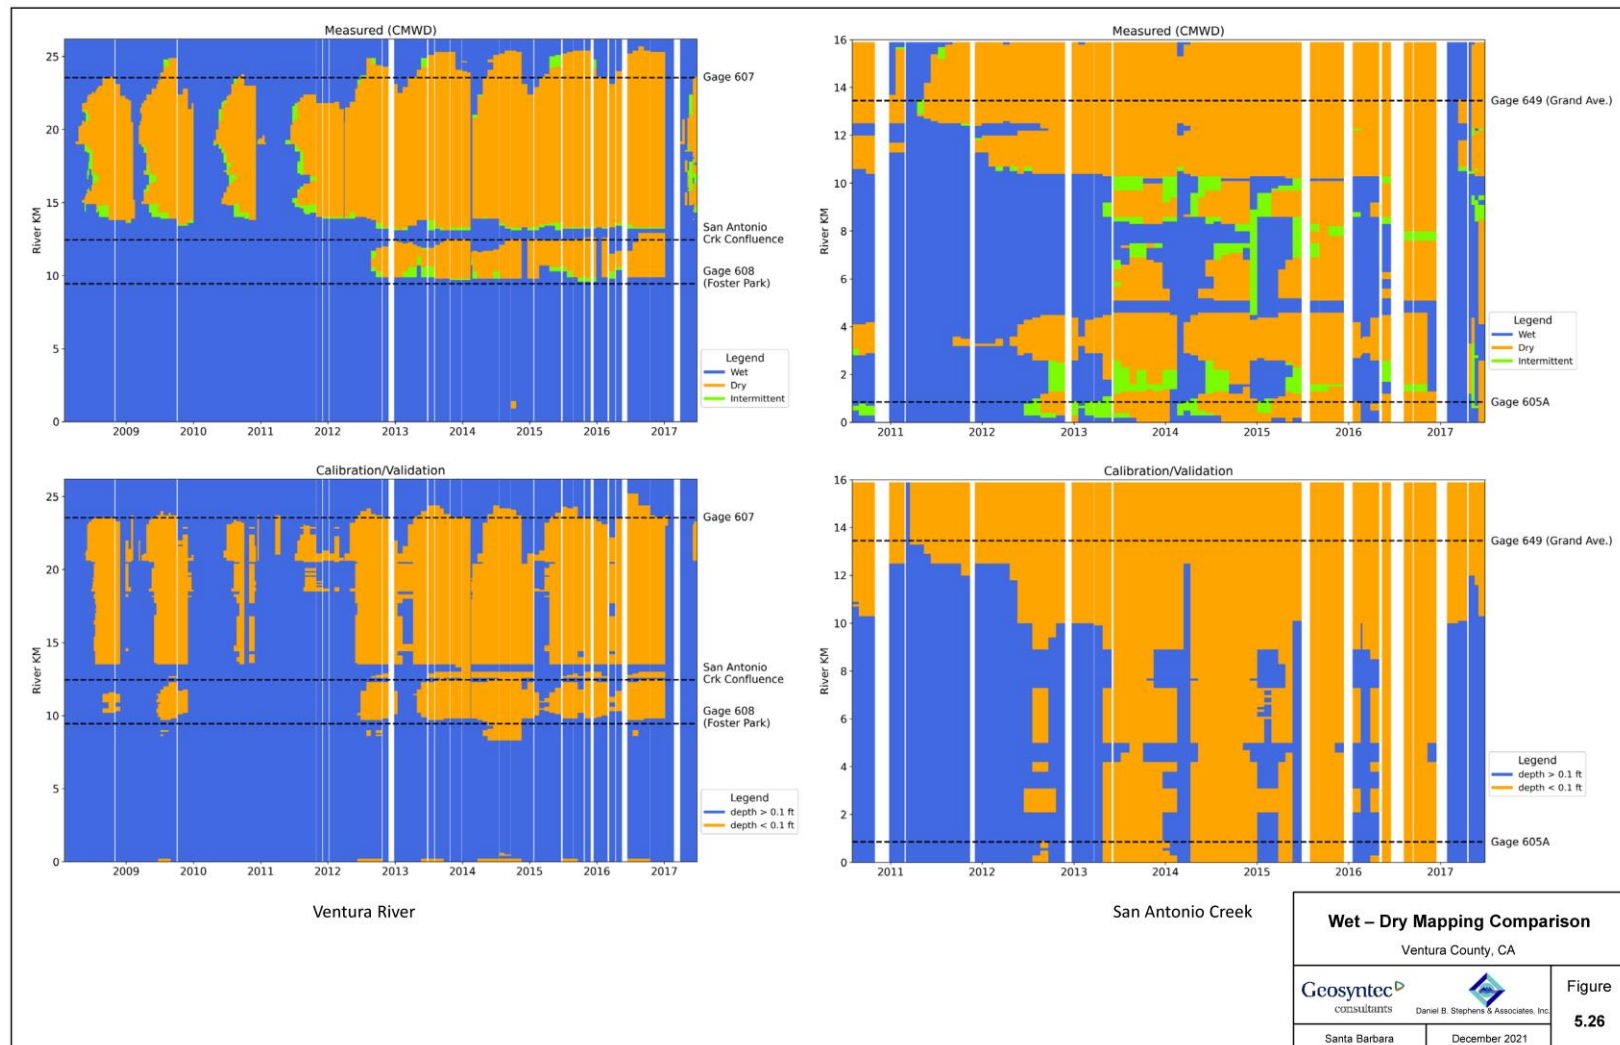 Measured (CMWD)
25
20
15
10
5
0
River KM
2009 2010 2011 2012 2013 2014 2015 2016 2017
Gage 607
San Antonio
Crk Confluence
Gage 608
(Foster Park)
Legend
Wet
Dry
Intermittent
Measured (CMWD)
16
14
12
10
8
6
4
2
0
River KM
2011 2012 2013 2014 2015 2016 2017
Gage 649 (Grand Ave.)
Legend
Wet
Dry
Intermittent
Gage 605A
Calibration/Validation
25
20
15
10
5
0
River KM
2009 2010 2011 2012 2013 2014 2015 2016 2017
Gage 607
San Antonio
Crk Confluence
Gage 608
(Foster Park)
Legend
depth > 0.1 ft
depth < 0.1 ft
Calibration/Validation
16
14
12
10
8
6
4
2
0
River KM
2011 2012 2013 2014 2015 2016 2017
Gage 649 (Grand Ave.)
Legend
depth > 0.1 ft
depth < 0.1 ft
Gage 605A
Ventura River
San Antonio Creek
Wet – Dry Mapping Comparison
Ventura County, CA
Geosyntec
consultants
Daniel B. Stephens & Associates, Inc.
Figure
5.26
Santa Barbara
December 2021